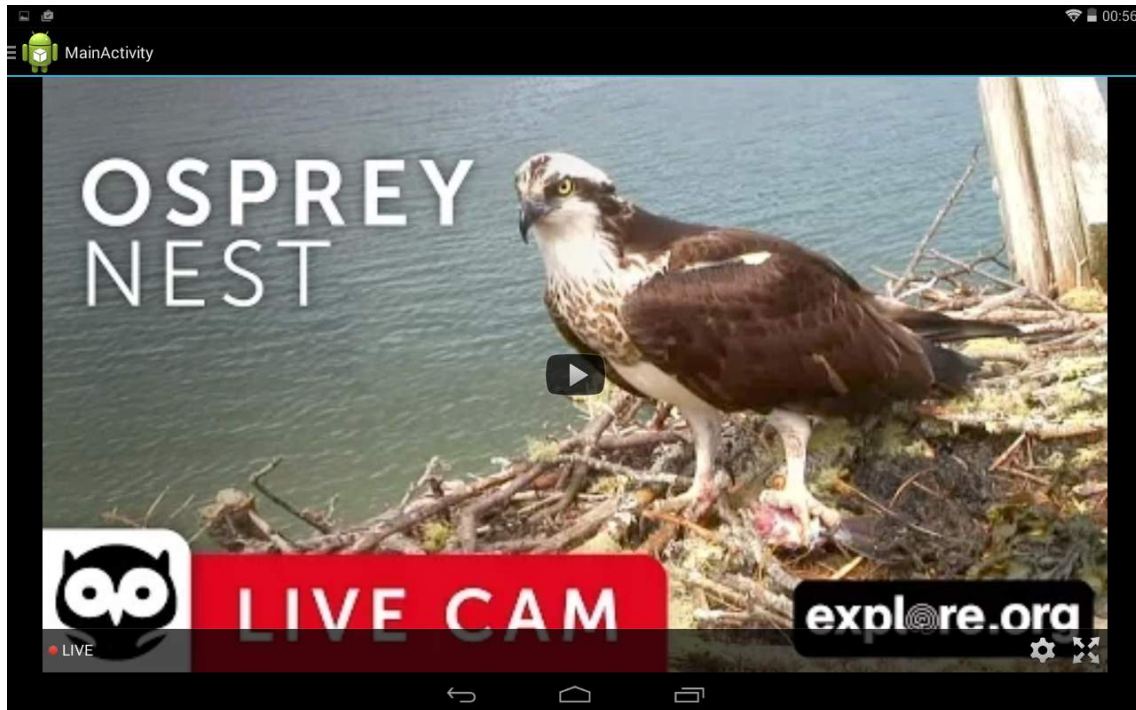 00:56
MainActivity
OSPREY
NEST
LIVE CAM
explore.org
LIVE